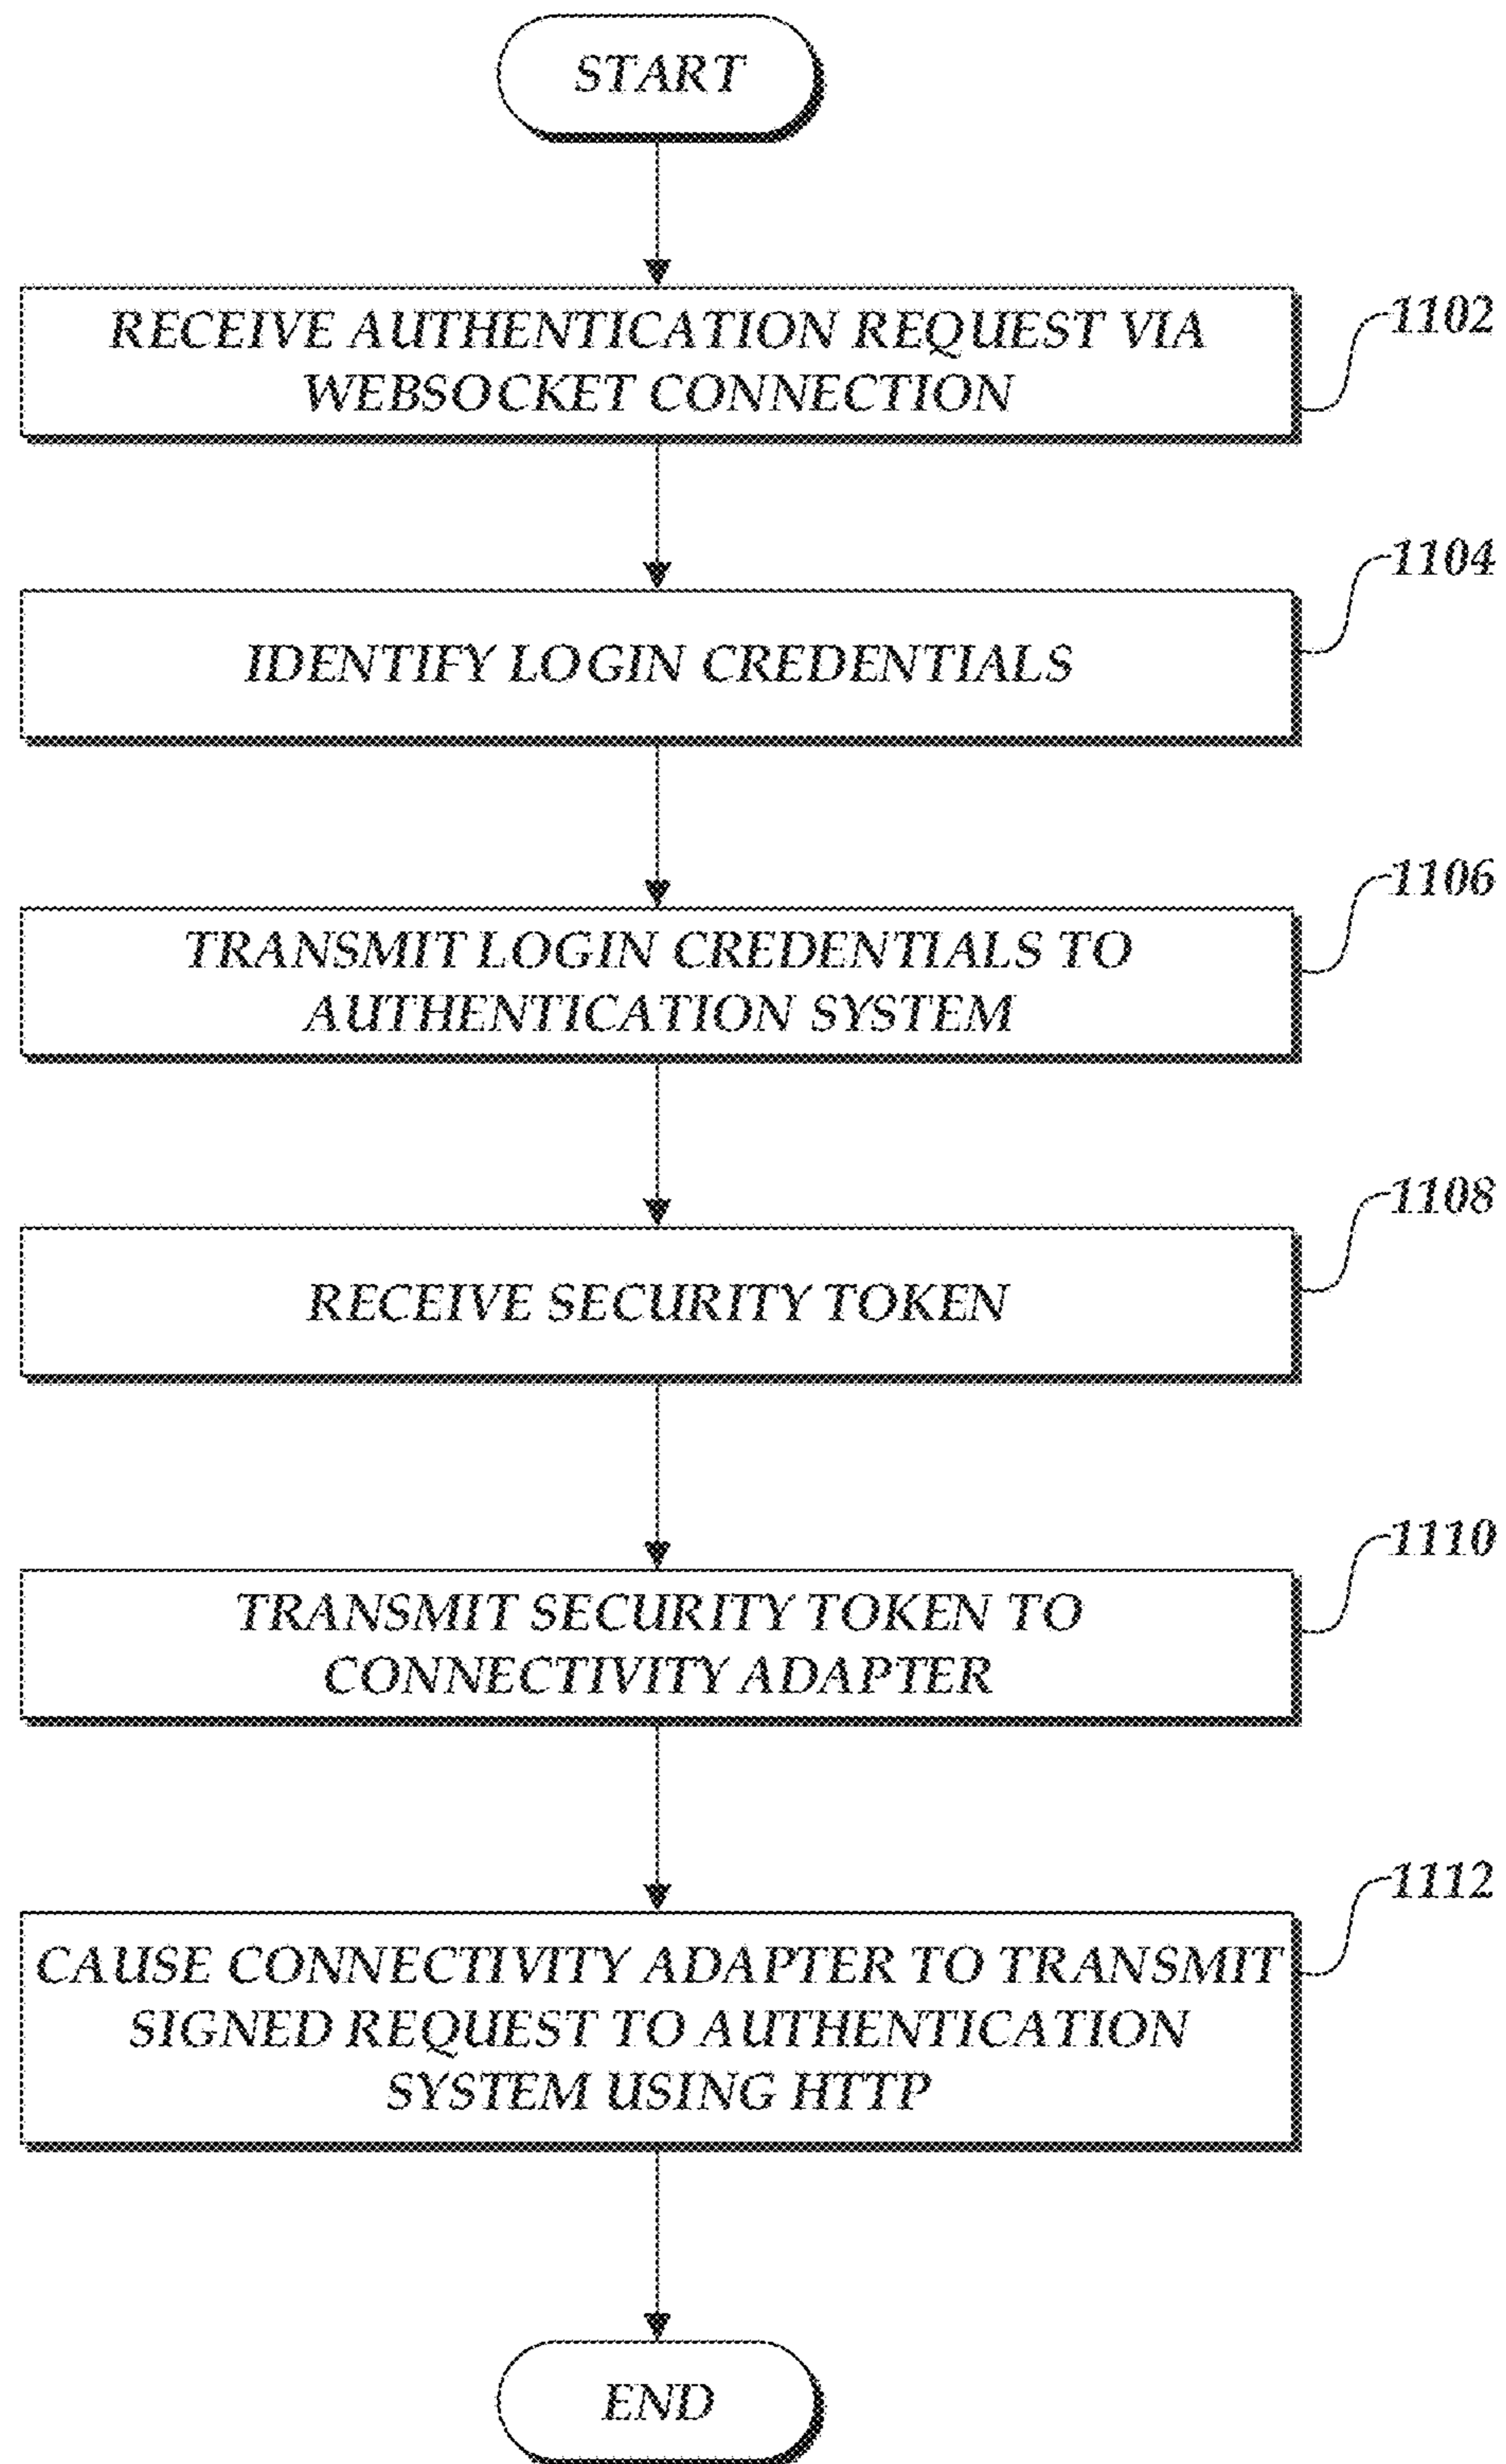 START
RECEIVE AUTHENTICATION REQUEST VIA
WEBSOCKET CONNECTION
1102
IDENTIFY LOGIN CREDENTIALS
1104
TRANSMIT LOGIN CREDENTIALS TO
AUTHENTICATION SYSTEM
1106
RECEIVE SECURITY TOKEN
1108
TRANSMIT SECURITY TOKEN TO
CONNECTIVITY ADAPTER
1110
CAUSE CONNECTIVITY ADAPTER TO TRANSMIT
SIGNED REQUEST TO AUTHENTICATION
SYSTEM USING HTTP
1112
END